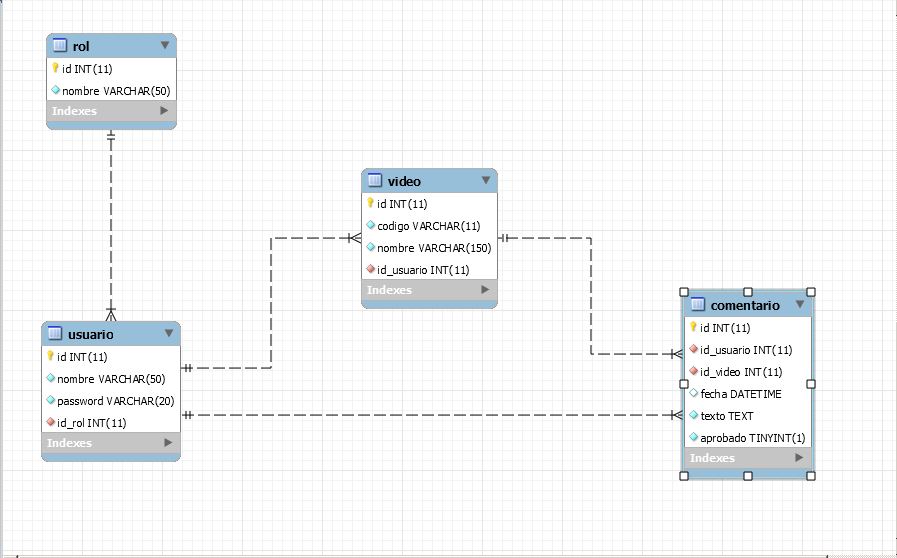 rol
id INT(11)
nombre VARCHAR(50)
Indexes
video
id INT(11)
codigo VARCHAR(11)
nombre VARCHAR(150)
id_usuario INT(11)
Indexes
usuario
id INT(11)
nombre VARCHAR(50)
password VARCHAR(20)
id_rol INT(11)
Indexes
comentario
id INT(11)
id_usuario INT(11)
id_video INT(11)
fecha DATETIME
texto TEXT
aprobado TINYINT(1)
Indexes